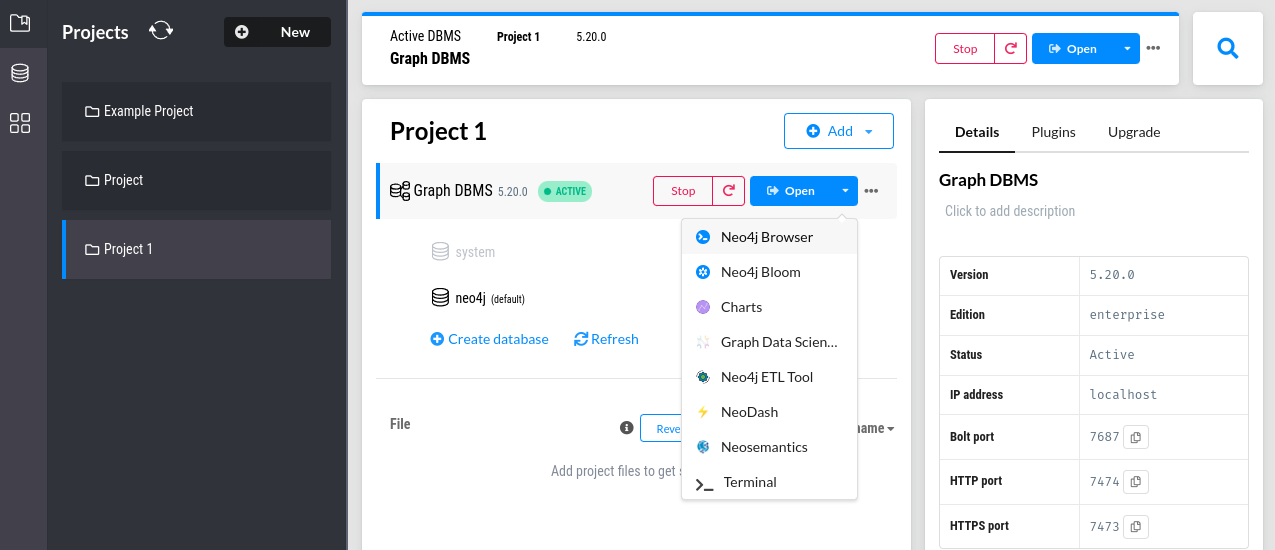 Projects
New
Example Project
Project
Project 1
Active DBMS Project 1 5.20.0
Graph DBMS
Stop Open
Project 1
Add
Graph DBMS 5.20.0 ACTIVE Stop Open
system
neo4j (default)
Create database Refresh
Neo4j Browser
Neo4j Bloom
Charts
Graph Data Scien...
Neo4j ETL Tool
NeoDash
Neosemantics
Terminal
File Reve name
Add project files to get s
Details Plugins Upgrade
Graph DBMS
Click to add description
Version 5.20.0
Edition enterprise
Status Active
IP address localhost
Bolt port 7687
HTTP port 7474
HTTPS port 7473